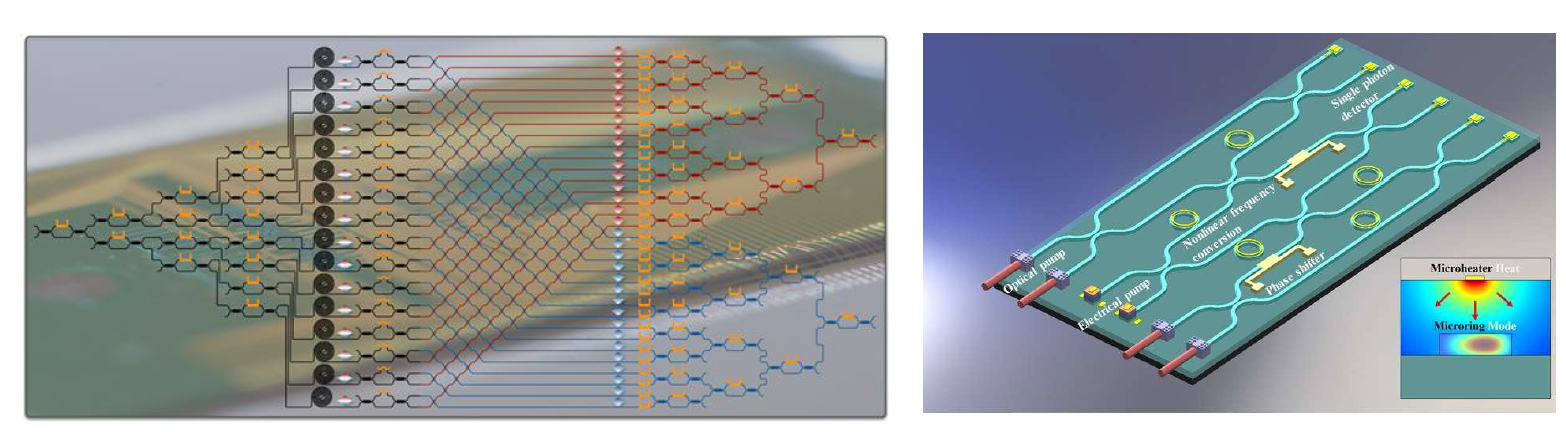 Single photon
detector
Nonlinear frequency
conversion
Optical pump
Electrical pump
Phase shifter
Microheater Heat
Microring Mode